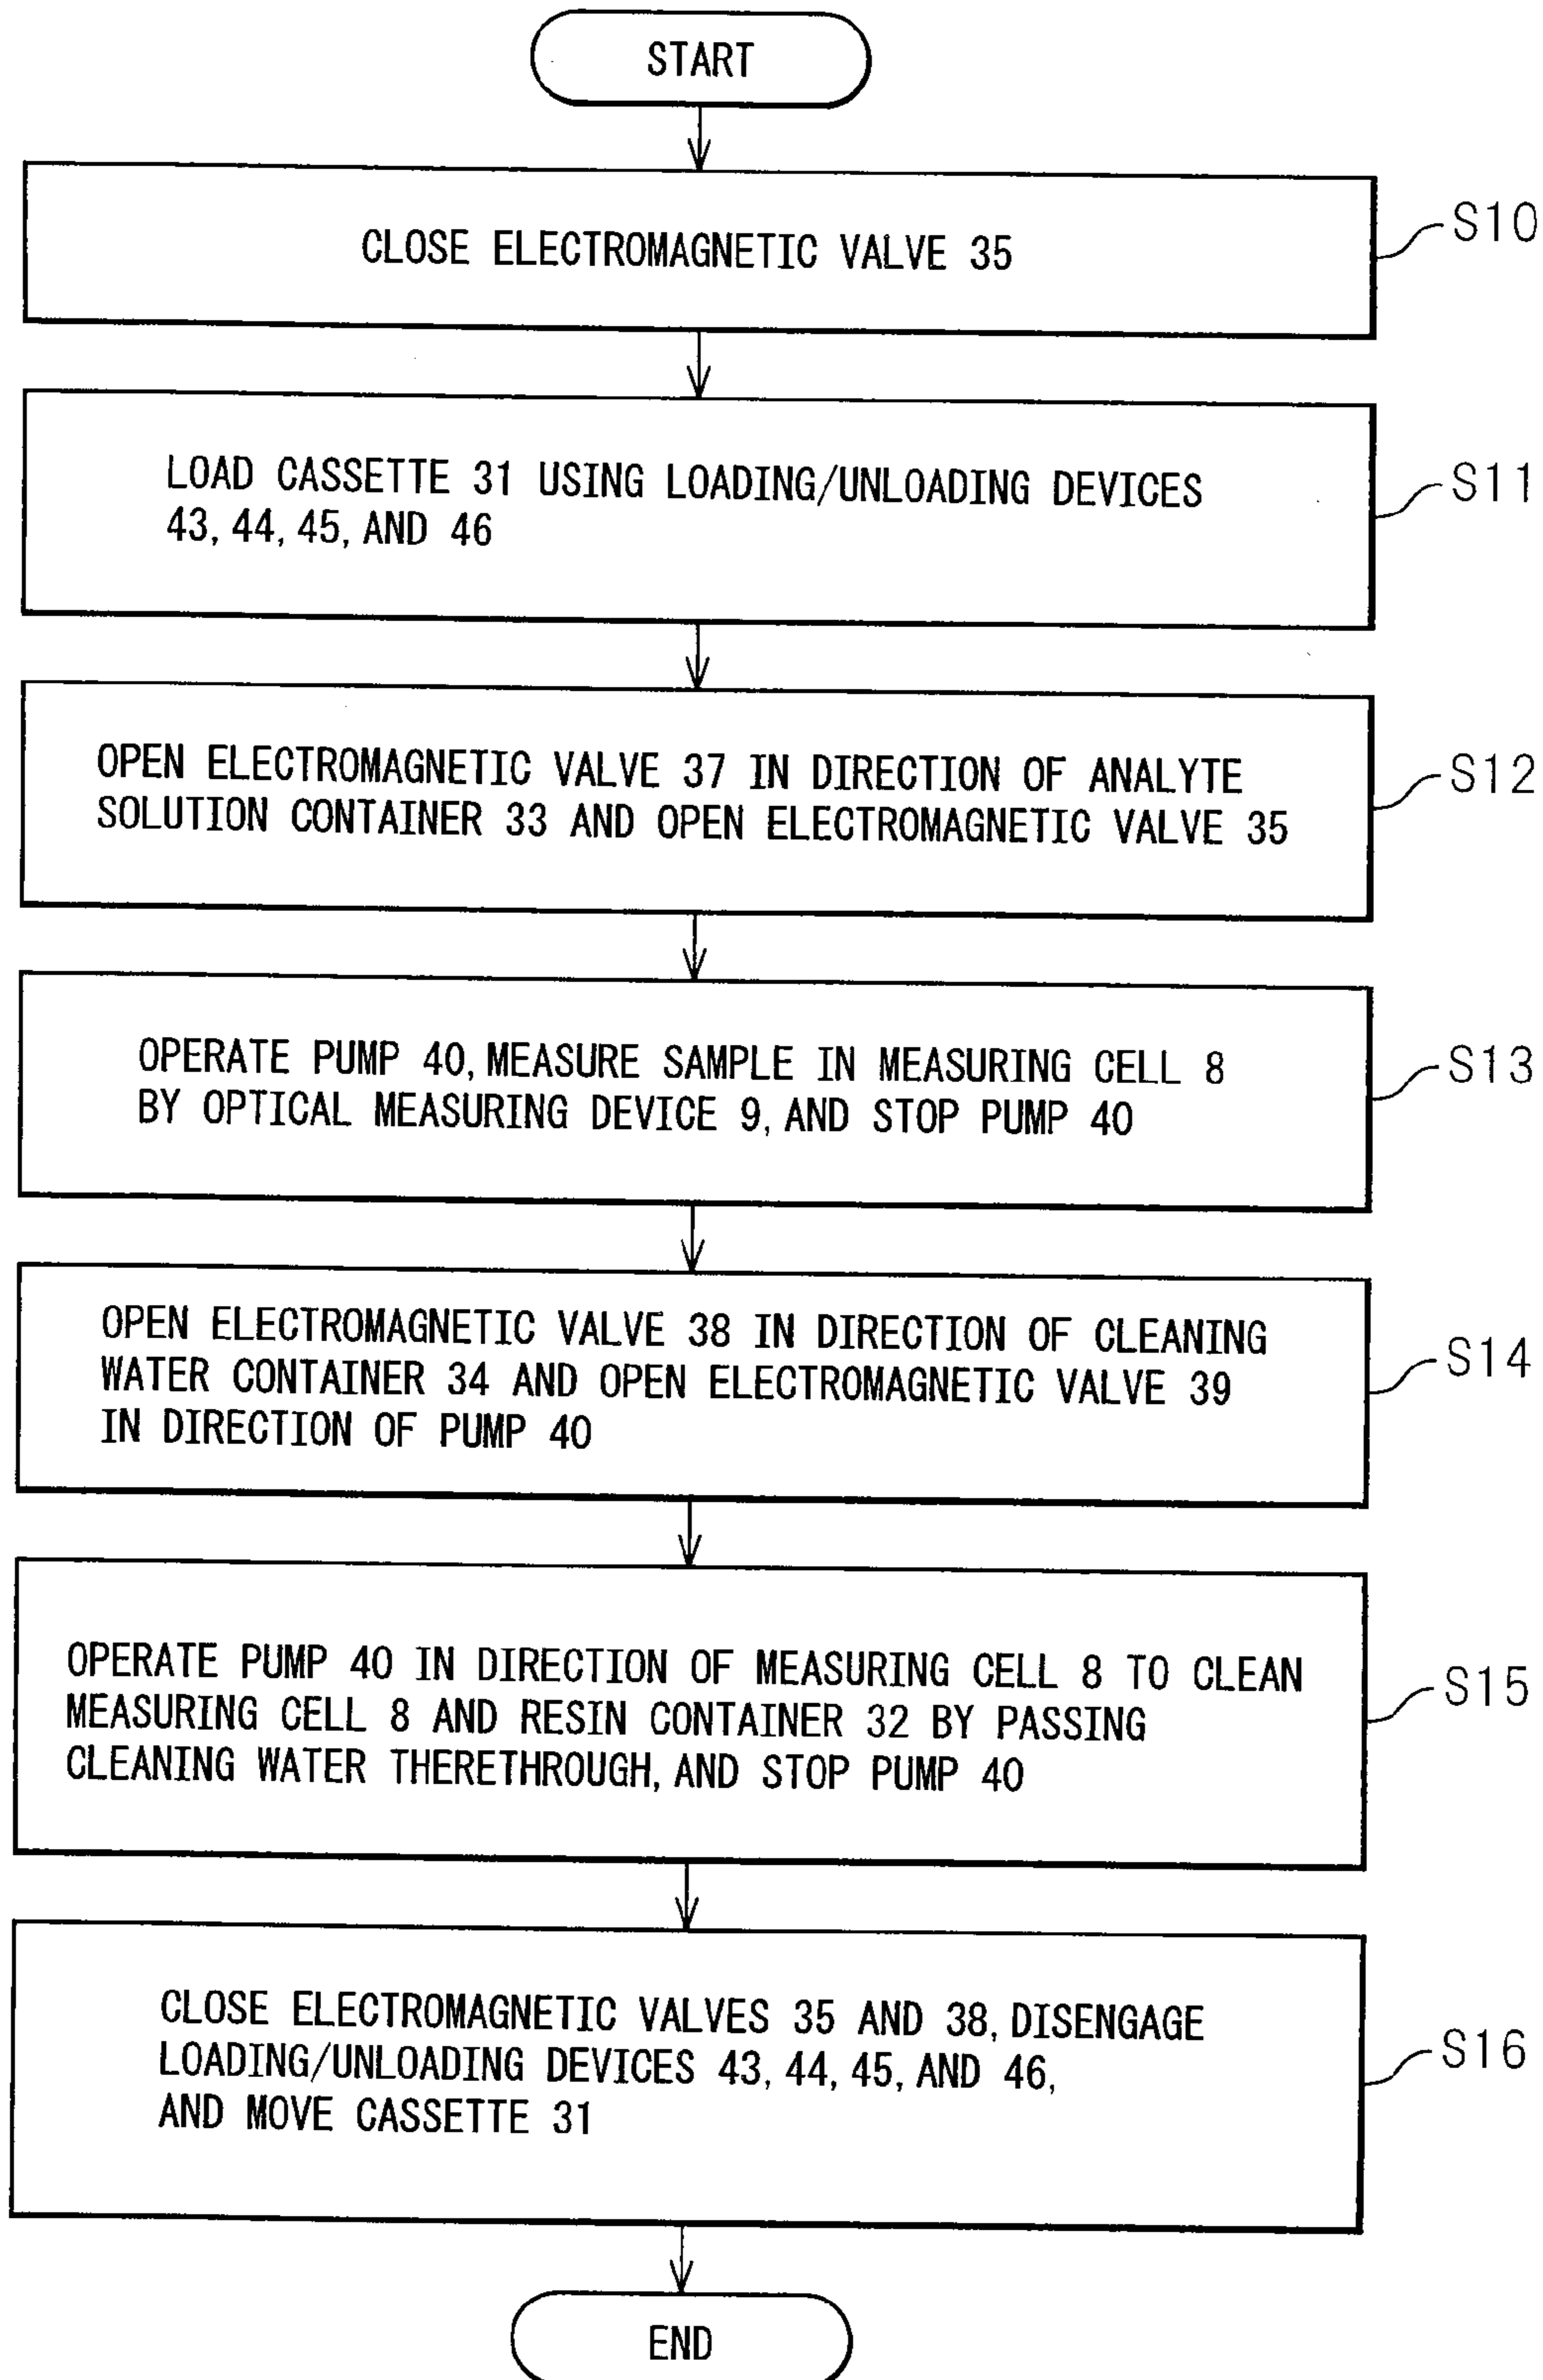 START
CLOSE ELECTROMAGNETIC VALVE 35
S10
LOAD CASSETTE 31 USING LOADING/UNLOADING DEVICES
43, 44, 45, AND 46
S11
OPEN ELECTROMAGNETIC VALVE 37 IN DIRECTION OF ANALYTE
SOLUTION CONTAINER 33 AND OPEN ELECTROMAGNETIC VALVE 35
S12
OPERATE PUMP 40, MEASURE SAMPLE IN MEASURING CELL 8
BY OPTICAL MEASURING DEVICE 9, AND STOP PUMP 40
S13
OPEN ELECTROMAGNETIC VALVE 38 IN DIRECTION OF CLEANING
WATER CONTAINER 34 AND OPEN ELECTROMAGNETIC VALVE 39
IN DIRECTION OF PUMP 40
S14
OPERATE PUMP 40 IN DIRECTION OF MEASURING CELL 8 TO CLEAN
MEASURING CELL 8 AND RESIN CONTAINER 32 BY PASSING
CLEANING WATER THERETHROUGH, AND STOP PUMP 40
S15
CLOSE ELECTROMAGNETIC VALVES 35 AND 38, DISENGAGE
LOADING/UNLOADING DEVICES 43, 44, 45, AND 46,
AND MOVE CASSETTE 31
S16
END